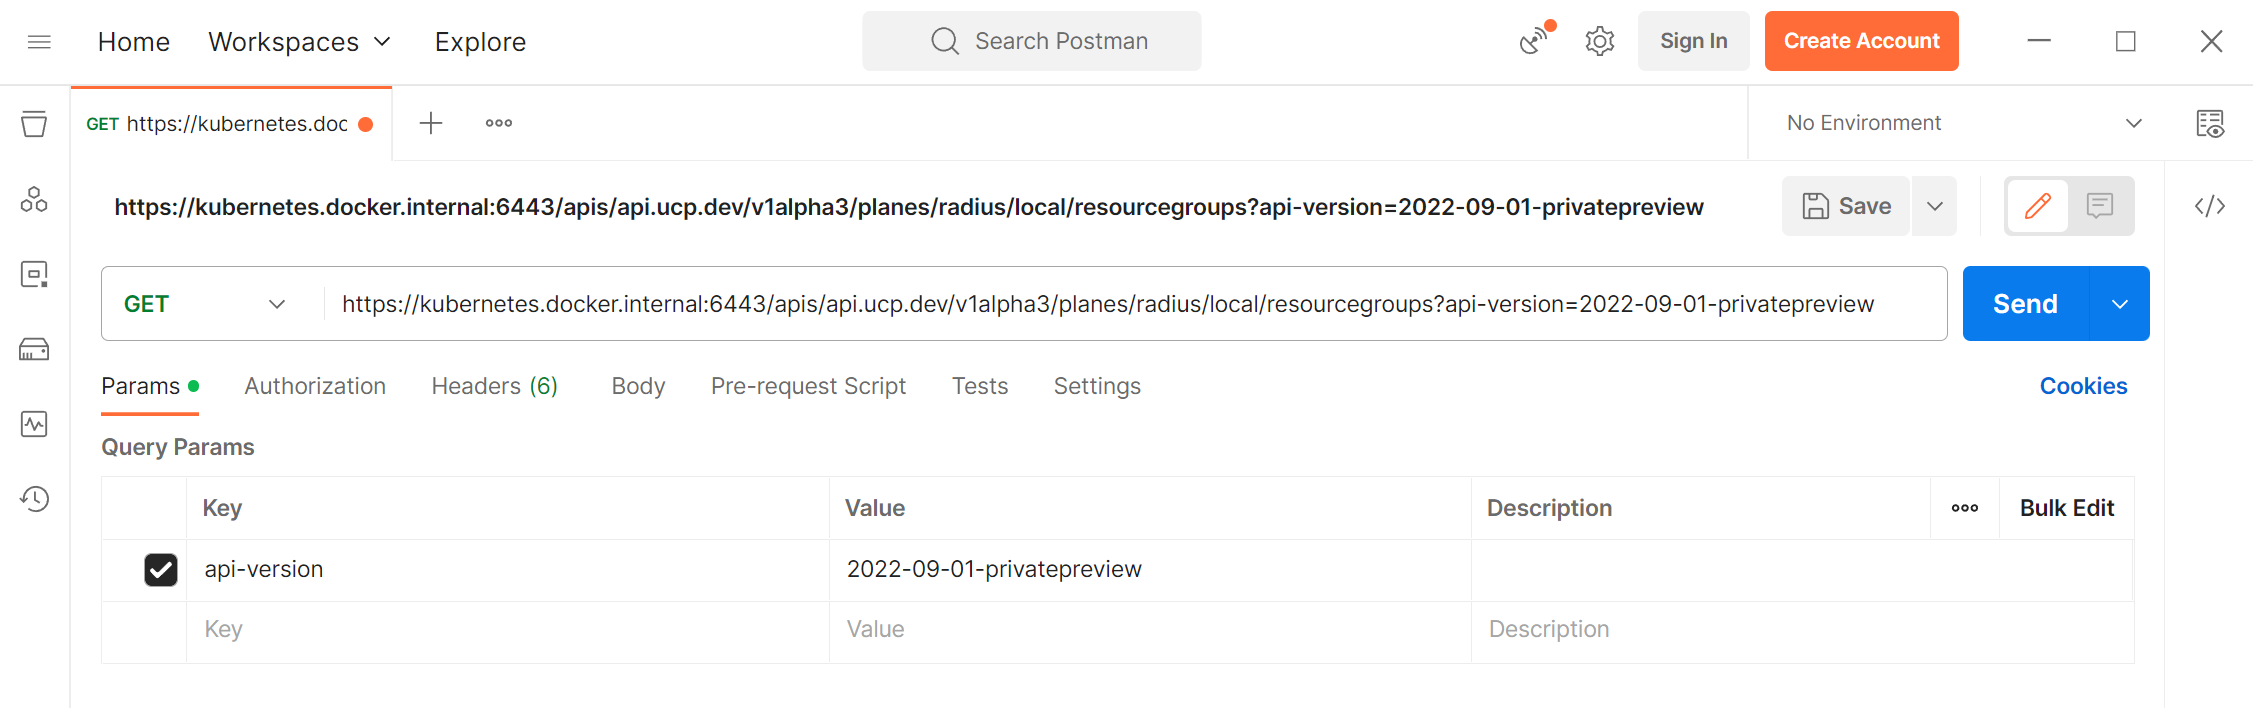 Home Workspaces Explore Search Postman Sign In Create Account
GET https://kubernetes.doc No Environment
https://kubernetes.docker.internal:6443/apis/api.ucp.dev/v1alpha3/planes/radius/local/resourcegroups?api-version=2022-09-01-privatepreview Save
GET https://kubernetes.docker.internal:6443/apis/api.ucp.dev/v1alpha3/planes/radius/local/resourcegroups?api-version=2022-09-01-privatepreview Send
Params Authorization Headers (6) Body Pre-request Script Tests Settings Cookies
Query Params
Key Value Description Bulk Edit
api-version 2022-09-01-privatepreview
Key Value Description